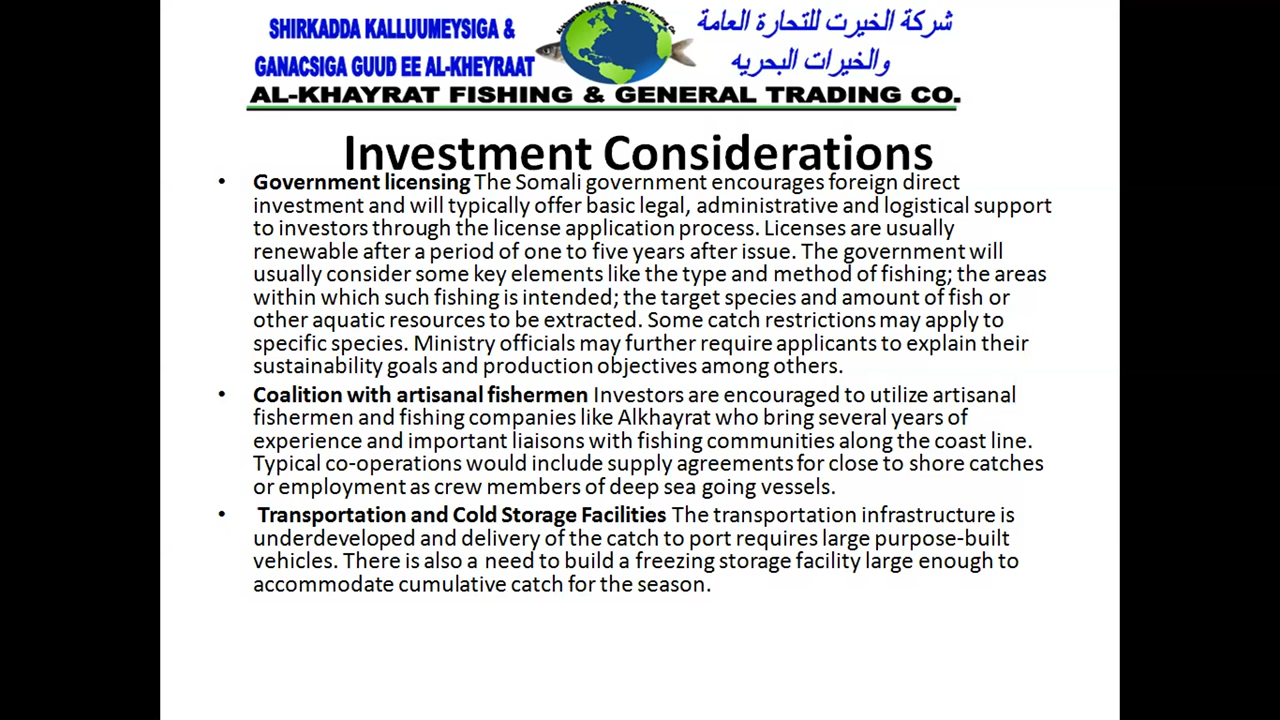 SHIRKADDA KALLUUMEYSIGA &
GANACSIGA GUUD EE AL-KHEYRAAT
شركة الخيرت للتحارة العامة
والخيرات البحريه
AL-KHAYRAT FISHING & GENERAL TRADING CO.
Investment Considerations
• Government licensing The Somali government encourages foreign direct
investment and will typically offer basic legal, administrative and logistical support
to investors through the license application process. Licenses are usually
renewable after a period of one to five years after issue. The government will
usually consider some key elements like the type and method of fishing; the areas
within which such fishing is intended; the target species and amount of fish or
other aquatic resources to be extracted. Some catch restrictions may apply to
specific species. Ministry officials may further require applicants to explain their
sustainability goals and production objectives among others.
• Coalition with artisanal fishermen Investors are encouraged to utilize artisanal
fishermen and fishing companies like Alkhayrat who bring several years of
experience and important liaisons with fishing communities along the coast line.
Typical co-operations would include supply agreements for close to shore catches
or employment as crew members of deep sea going vessels.
• Transportation and Cold Storage Facilities The transportation infrastructure is
underdeveloped and delivery of the catch to port requires large purpose-built
vehicles. There is also a need to build a freezing storage facility large enough to
accommodate cumulative catch for the season.